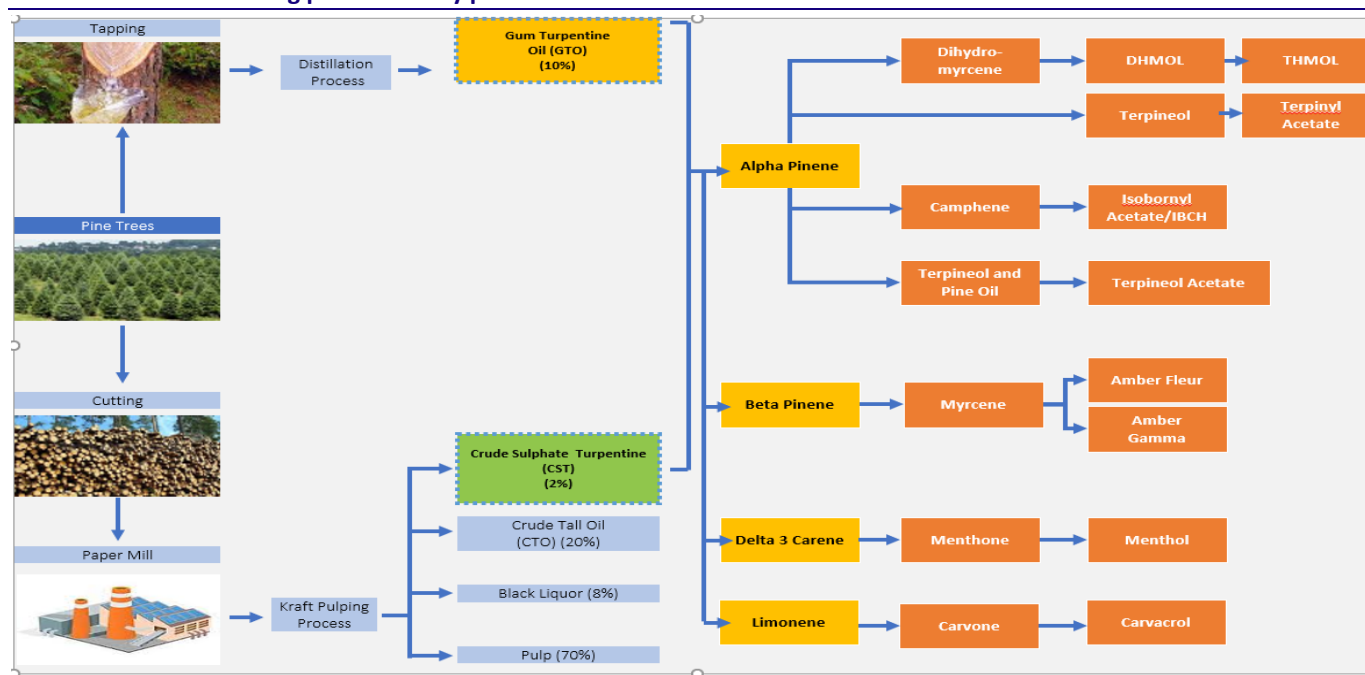 Tapping
Distillation
Process
Gum Turpentine
Oil (GTO)
(10%)
Dihydro-
myrcene
DHMOL
THMOL
Terpineol
Terpinyl
Acetate
Alpha Pinene
Camphene
Isobornyl
Acetate/IBCH
Terpineol and
Pine Oil
Terpineol Acetate
Pine Trees
Cutting
Beta Pinene
Myrcene
Amber Fleur
Amber
Gamma
Crude Sulphate Turpentine
(CST)
(2%)
Crude Tall Oil
(CTO) (20%)
Delta 3 Carene
Menthone
Menthol
Paper Mill
Kraft Pulping
Process
Black Liquor (8%)
Pulp (70%)
Limonene
Carvone
Carvacrol